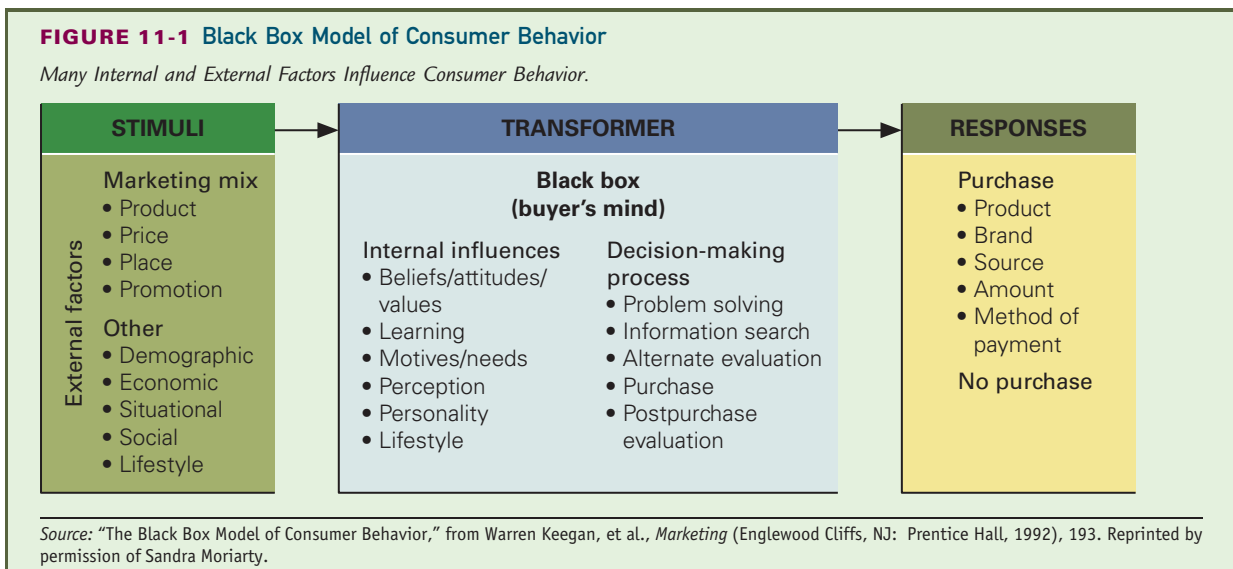 FIGURE 11-1 Black Box Model of Consumer Behavior
Many Internal and External Factors Influence Consumer Behavior.
STIMULI
External factors
Marketing mix
• Product
• Price
• Place
• Promotion
Other
• Demographic
• Economic
• Situational
• Social
• Lifestyle
TRANSFORMER
Black box
(buyer's mind)
Internal influences
• Beliefs/attitudes/
values
• Learning
• Motives/needs
• Perception
• Personality
• Lifestyle
Decision-making
process
• Problem solving
• Information search
• Alternate evaluation
• Purchase
• Postpurchase
evaluation
RESPONSES
Purchase
• Product
• Brand
• Source
• Amount
• Method of
payment
No purchase
Source: "The Black Box Model of Consumer Behavior," from Warren Keegan, et al., Marketing (Englewood Cliffs, NJ: Prentice Hall, 1992), 193. Reprinted by
permission of Sandra Moriarty.